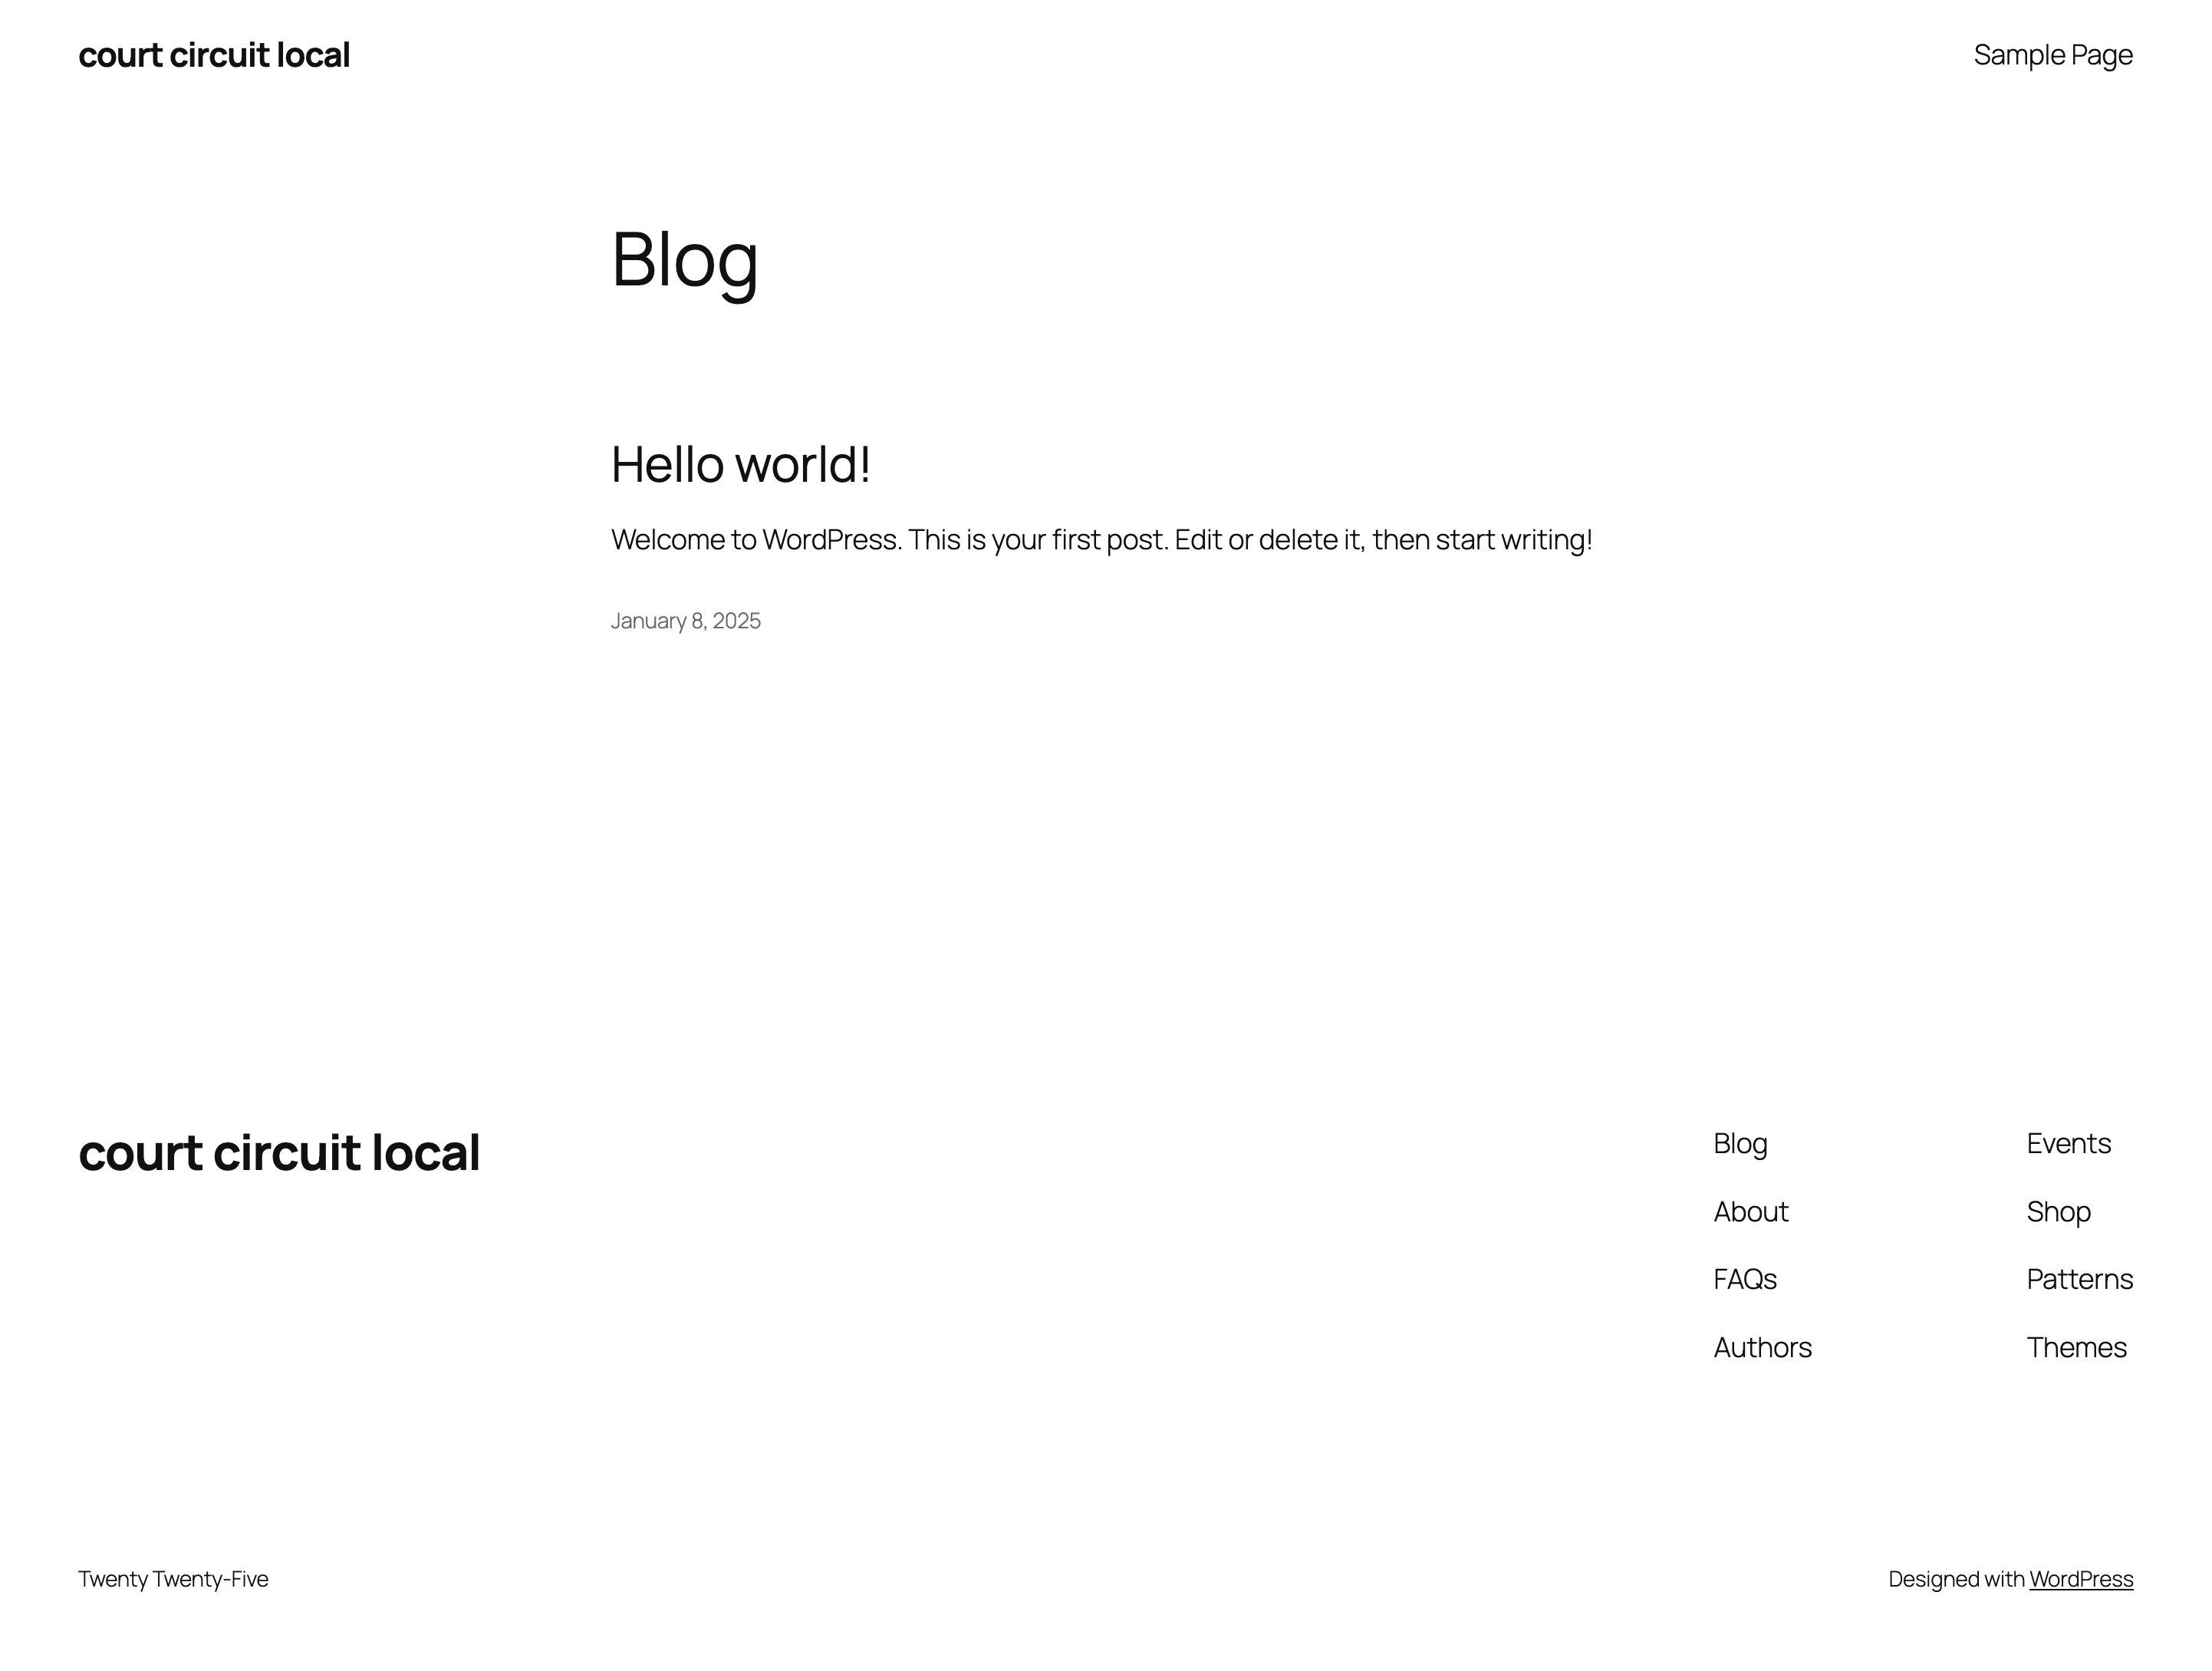 court circuit local
Sample Page
Blog
Hello world!
Welcome to WordPress. This is your first post. Edit or delete it, then start writing!
January 8, 2025
court circuit local
Blog
About
FAQs
Authors
Events
Shop
Patterns
Themes
Twenty Twenty-Five
Designed with WordPress